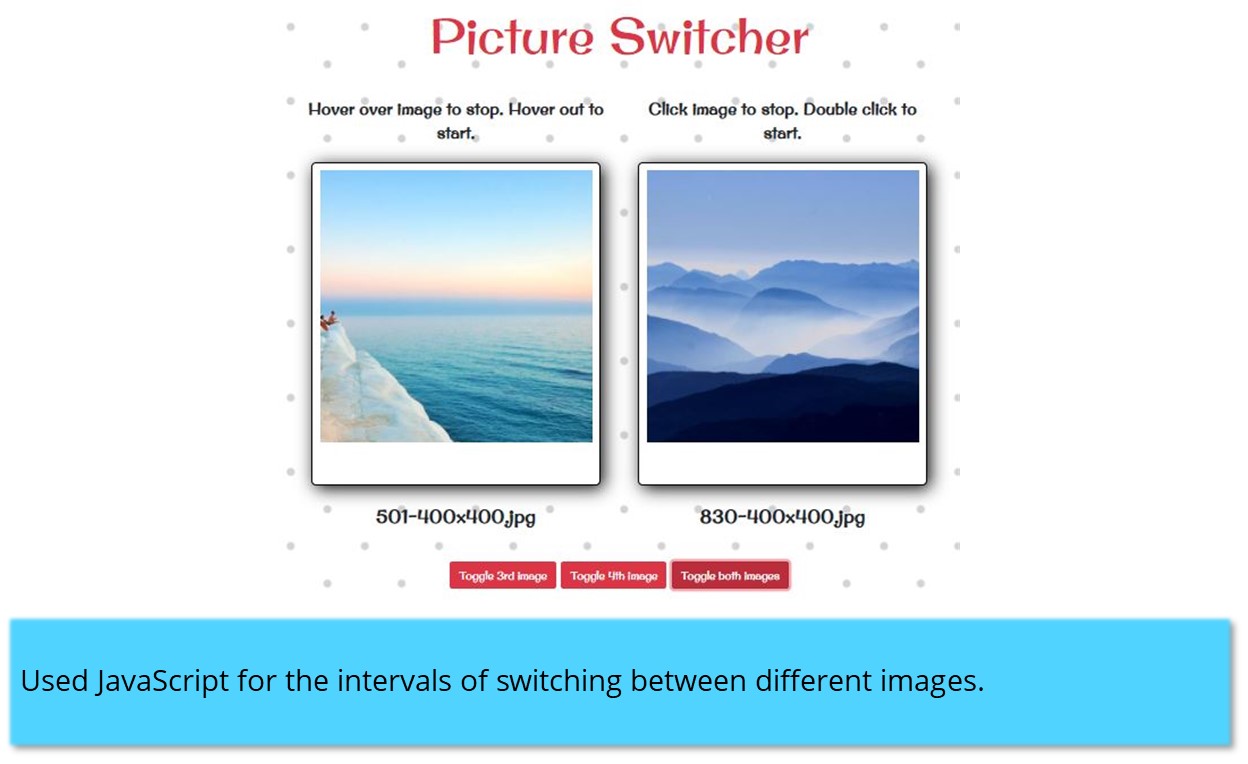 Picture Switcher
Hover over image to stop. Hover out to
start.
Click image to stop. Double click to
start.
501-400x400.jpg
830-400x400.jpg
Toggle 3rd image
Toggle 4th image
Toggle both images
Used JavaScript for the intervals of switching between different images.